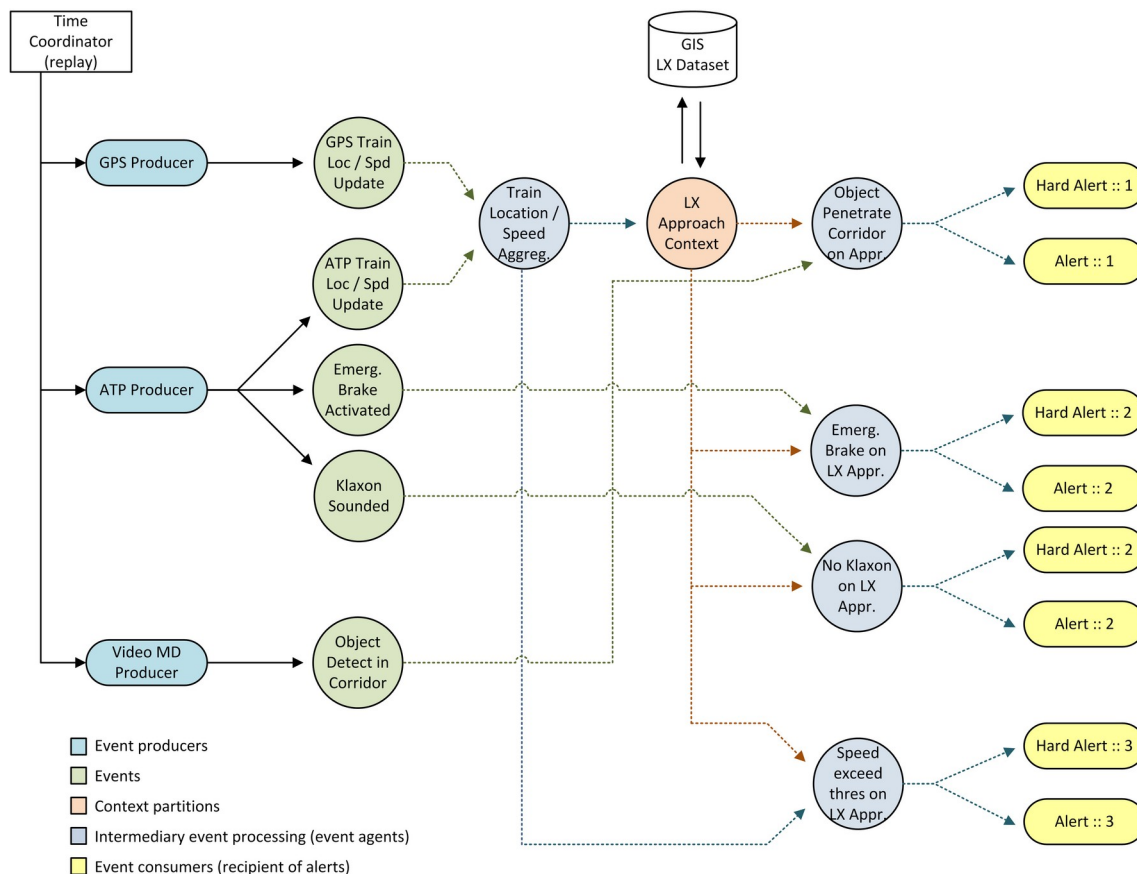 Time
Coordinator
(replay)
GIS
LX Dataset
GPS Producer
GPS Train
Loc / Spd
Update
Train
Location /
Speed
Aggreg.
LX
Approach
Context
Object
Penetrate
Corridor
on Appr.
Hard Alert :: 1
Alert :: 1
ATP Train
Loc / Spd
Update
ATP Producer
Emerg.
Brake
Activated
Emerg.
Brake on
LX Appr.
Hard Alert :: 2
Alert :: 2
Klaxon
Sounded
No Klaxon
on LX
Appr.
Hard Alert :: 2
Alert :: 2
Video MD
Producer
Object
Detect in
Corridor
Speed
exceed
thres on
LX Appr.
Hard Alert :: 3
Alert :: 3
Event producers
Events
Context partitions
Intermediary event processing (event agents)
Event consumers (recipient of alerts)